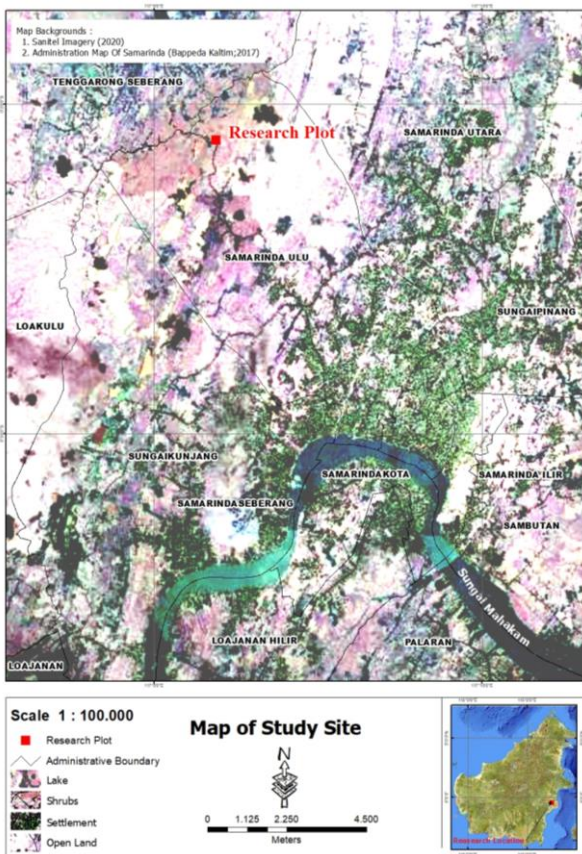 Map Backgrounds :
1. Sanitel Imagery (2020)
2. Administration Map Of Samarinda (Bappeda Kaltim;2017)
TENGGARONG SEBERANG
Research Plot
SAMARINDA UTARA
SAMARINDA ULU
SUNGAIPINANG
LOAKULU
SUNGAIKUNJANG
SAMARINDAKOTA
SAMARINDA ILIR
SAMARINDASEBERANG
SAMBUTAN
Sungai Mahakam
LOAJANAN HILIR
PALARAN
LOAJANAN
Scale 1 : 100.000
Research Plot
Administrative Boundary
Lake
Shrubs
Settlement
Open Land
Map of Study Site
N
0 1.125 2.250 4.500
Meters
Research Location